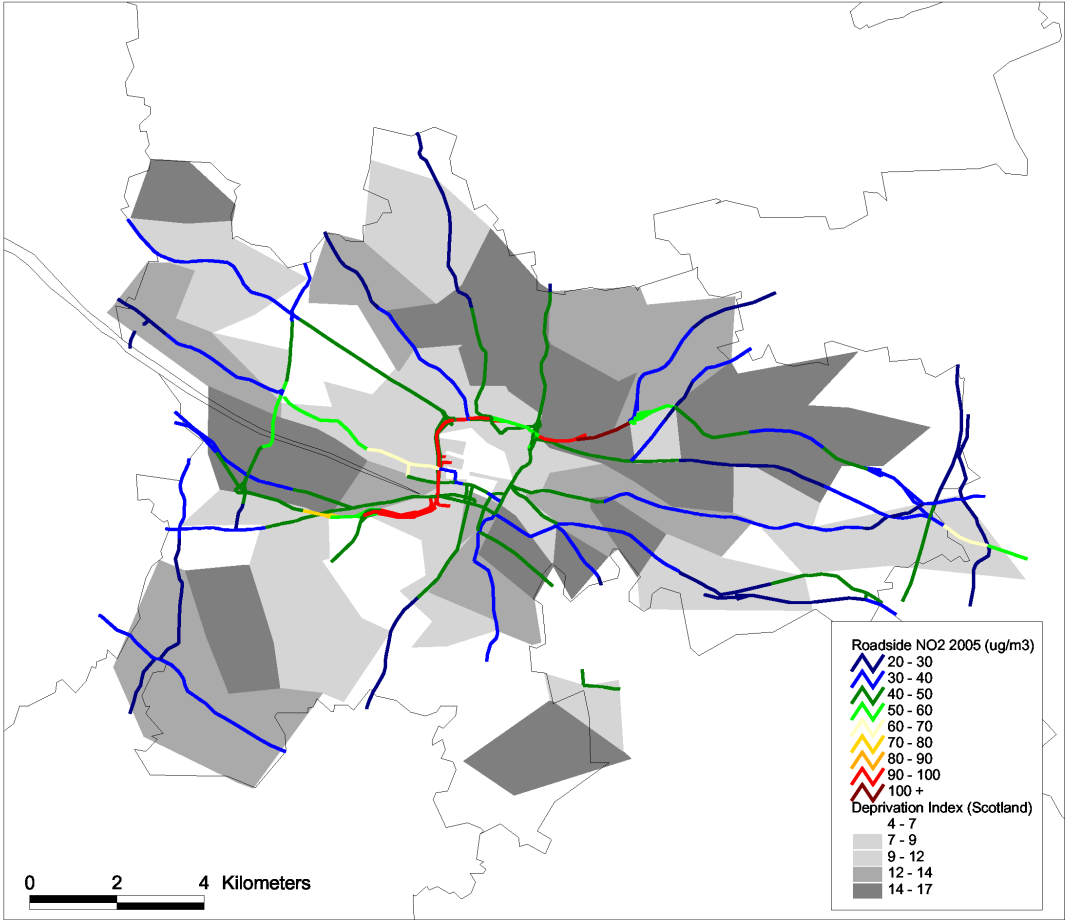 Roadside NO2 2005 (ug/m3)
20 - 30
30 - 40
40 - 50
50 - 60
60 - 70
70 - 80
80 - 90
90 - 100
100 +
Deprivation Index (Scotland)
4 - 7
7 - 9
9 - 12
12 - 14
14 - 17
0 2 4 Kilometers